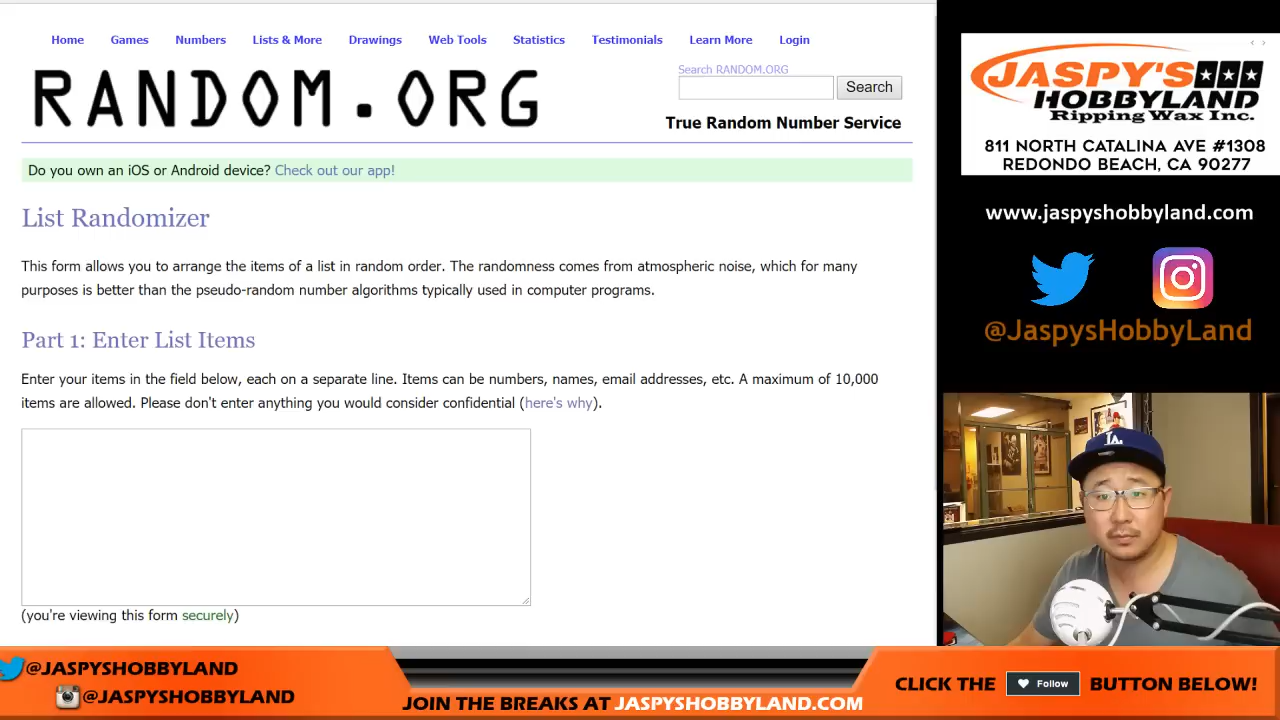 Home Games Numbers Lists & More Drawings Web Tools Statistics Testimonials Learn More Login
RANDOM.ORG
Search RANDOM.ORG
Search
True Random Number Service
Do you own an iOS or Android device? Check out our app!
List Randomizer
This form allows you to arrange the items of a list in random order. The randomness comes from atmospheric noise, which for many
purposes is better than the pseudo-random number algorithms typically used in computer programs.
Part 1: Enter List Items
Enter your items in the field below, each on a separate line. Items can be numbers, names, email addresses, etc. A maximum of 10,000
items are allowed. Please don't enter anything you would consider confidential (here's why).
(you're viewing this form securely)
JASPY'S
HOBBYLAND
Ripping Wax Inc.
811 NORTH CATALINA AVE #1308
REDONDO BEACH, CA 90277
www.jaspyshobbyland.com
@JaspysHobbyLand
LA
@JASPYSHOBBYLAND
@JASPYSHOBBYLAND
JOIN THE BREAKS AT JASPYSHOBBYLAND.COM
CLICK THE Follow BUTTON BELOW!